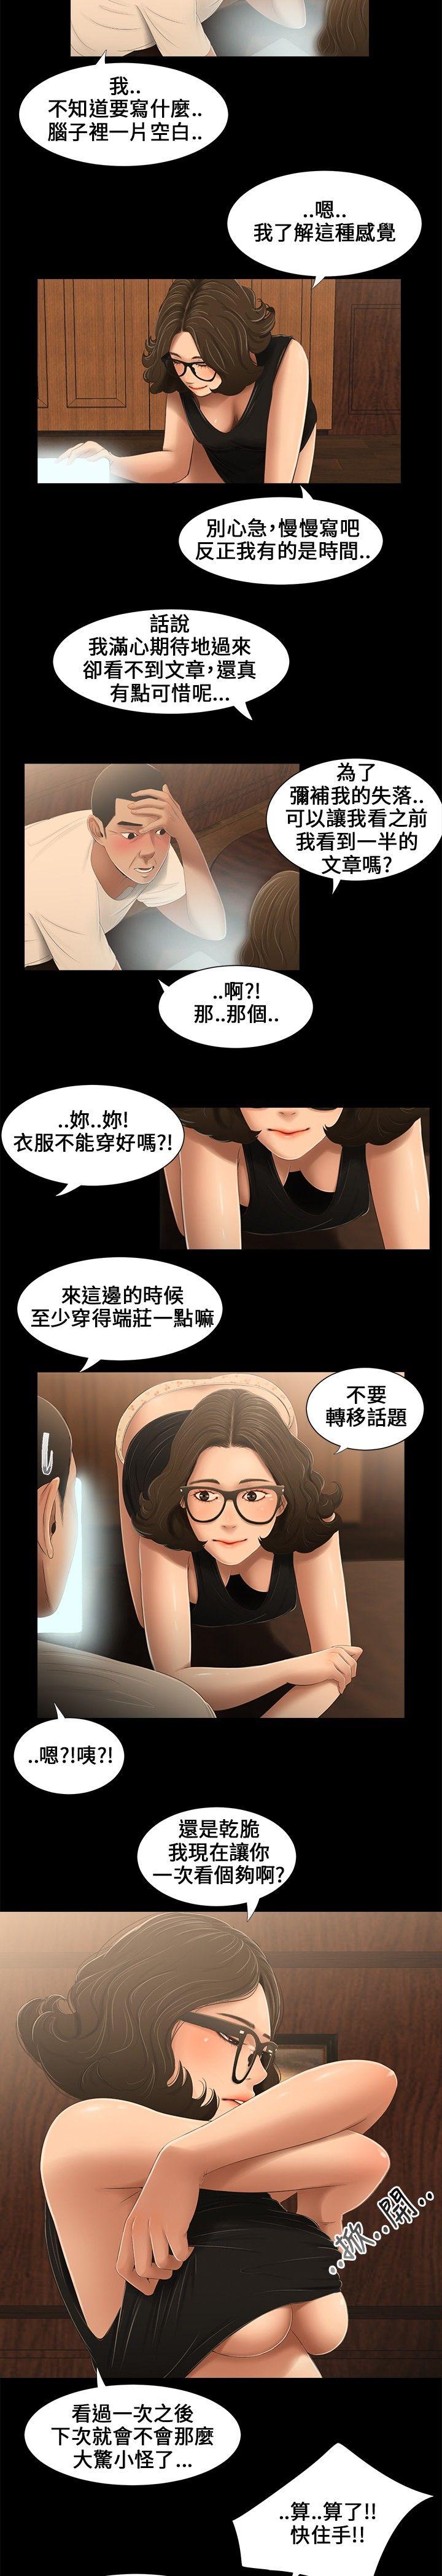 我..
不知道要寫什麼..
腦子裡一片空白..
..嗯..
我了解這種感覺
別心急，慢慢寫吧
反正我有的是時間..
話說
我滿心期待地過來
卻看不到文章，還真
有點可惜呢...
為了
彌補我的失落..
可以讓我看之前
我看到一半的
文章嗎?
..啊?!
那..那個..
..妳..妳!
衣服不能穿好嗎?!
來這邊的時候
至少穿得端莊一點嘛
不要
轉移話題
..嗯?!咦?!
還是乾脆
我現在讓你
一次看個夠啊?
..掀..開..
看過一次之後
下次就會不會那麼
大驚小怪了...
..算..算了!!
快住手!!